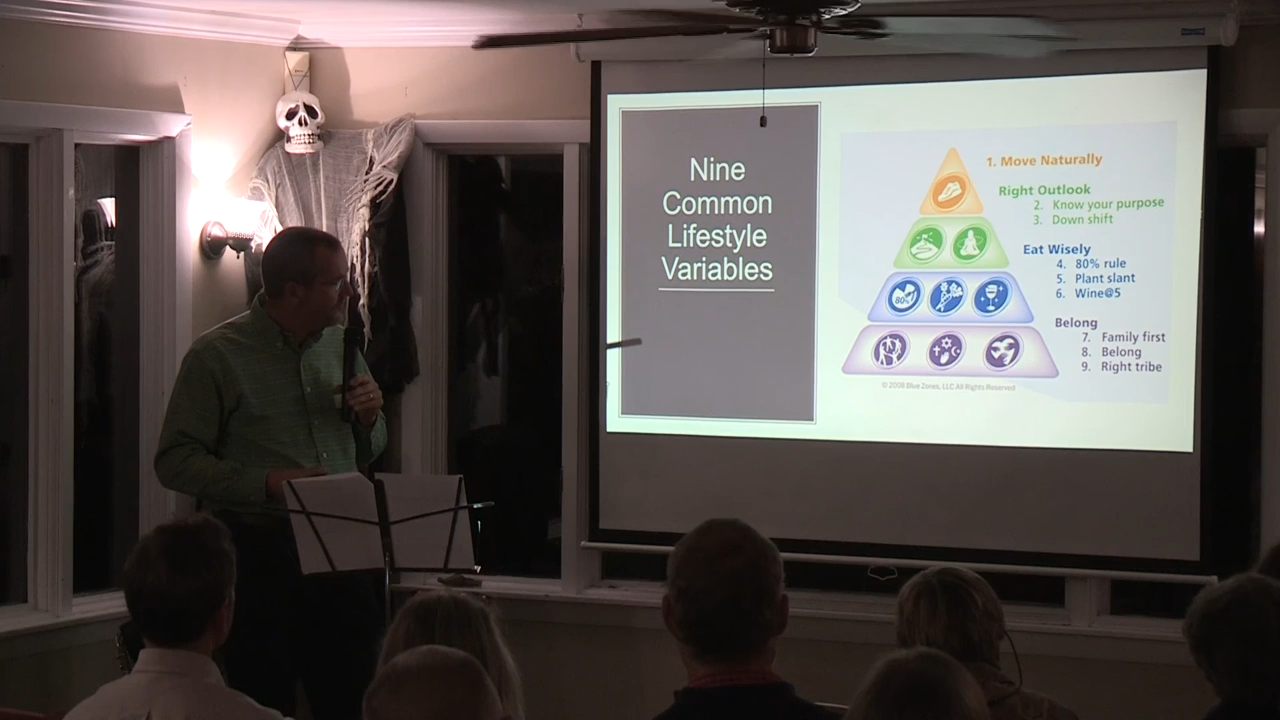 Nine
Common
Lifestyle
Variables
1. Move Naturally
Right Outlook
2. Know your purpose
3. Down shift
Eat Wisely
4. 80% rule
5. Plant slant
6. Wine@5
Belong
7. Family first
8. Belong
9. Right tribe
80%
© 2008 Blue Zones, LLC All Rights Reserved